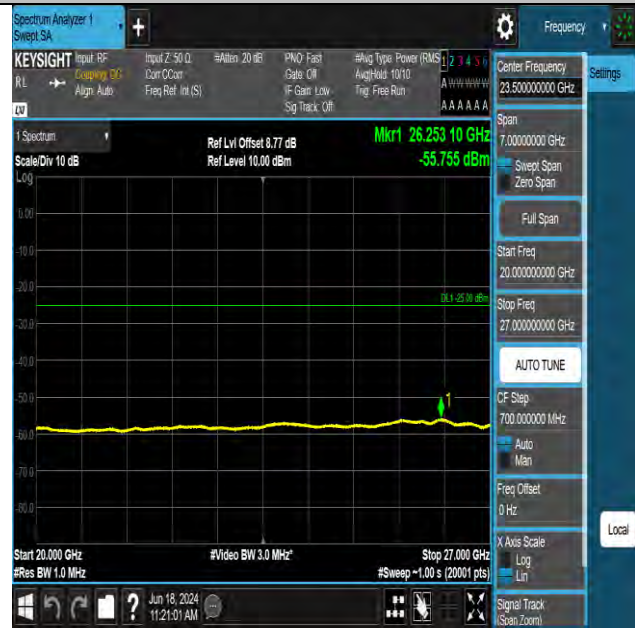 Spectrum Analyzer 1
Swept SA
+
Frequency
KEYSIGHT
RL
Input: RF
Coupling: DC
Align: Auto
Input Z: 50 Ω
Corr CCorr
Freq Ref: Int (S)
#Atten: 20 dB
PNO: Fast
Gate: Off
IF Gain: Low
Sig Track: Off
#Avg Type: Power (RMS
Avg|Hold: 10/10
Trig: Free Run
1 2 3 4 5 6
A W W W W W
A A A A A A
LXI
1 Spectrum
Scale/Div 10 dB
Ref Lvl Offset 8.77 dB
Ref Level 10.00 dBm
Mkr1 26.253 10 GHz
-55.755 dBm
Log
0.00
-10.0
-20.0
DL1 -25.00 dBm
-30.0
-40.0
-50.0
1
-60.0
-70.0
-80.0
Start 20.000 GHz
#Res BW 1.0 MHz
#Video BW 3.0 MHz*
Stop 27.000 GHz
#Sweep ~1.00 s (20001 pts)
?
Jun 18, 2024
11:21:01 AM
Center Frequency
23.500000000 GHz
Settings
Span
7.00000000 GHz
Swept Span
Zero Span
Full Span
Start Freq
20.000000000 GHz
Stop Freq
27.000000000 GHz
AUTO TUNE
CF Step
700.000000 MHz
Auto
Man
Freq Offset
0 Hz
X Axis Scale
Log
Lin
Local
Signal Track
(Span Zoom)